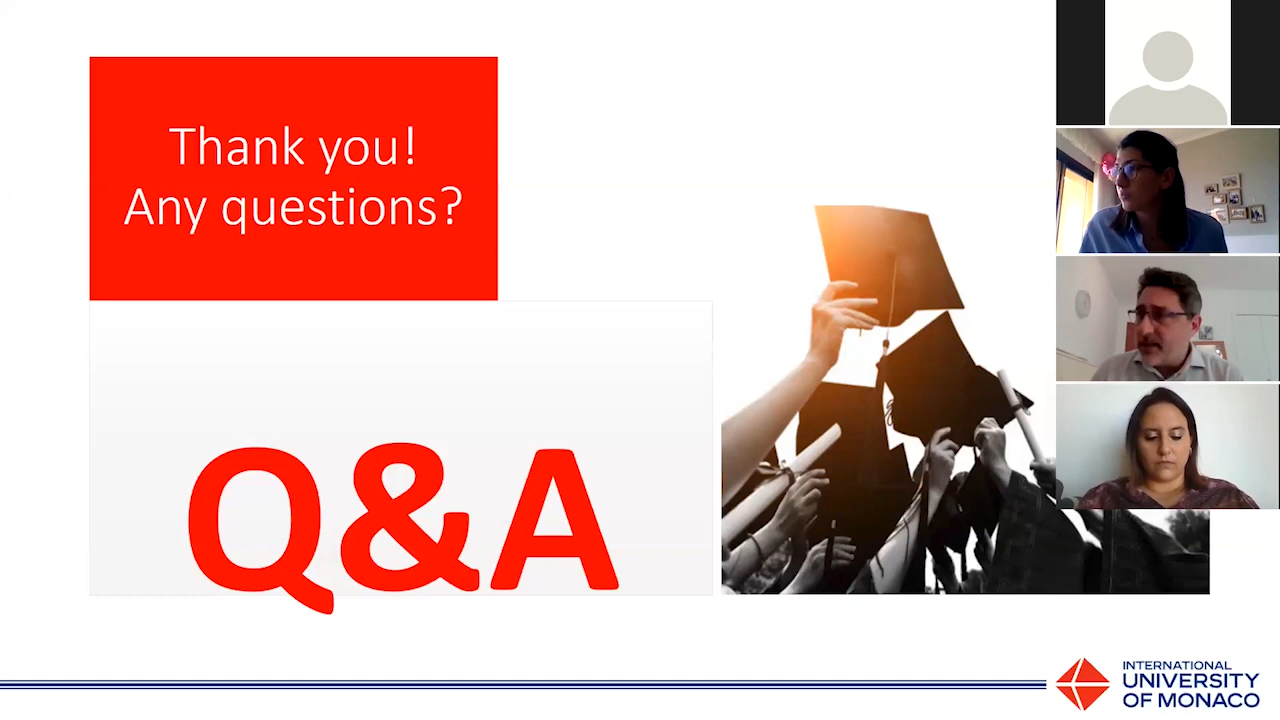 Thank you!
Any questions?
Q&A
INTERNATIONAL
UNIVERSITY
OF MONACO